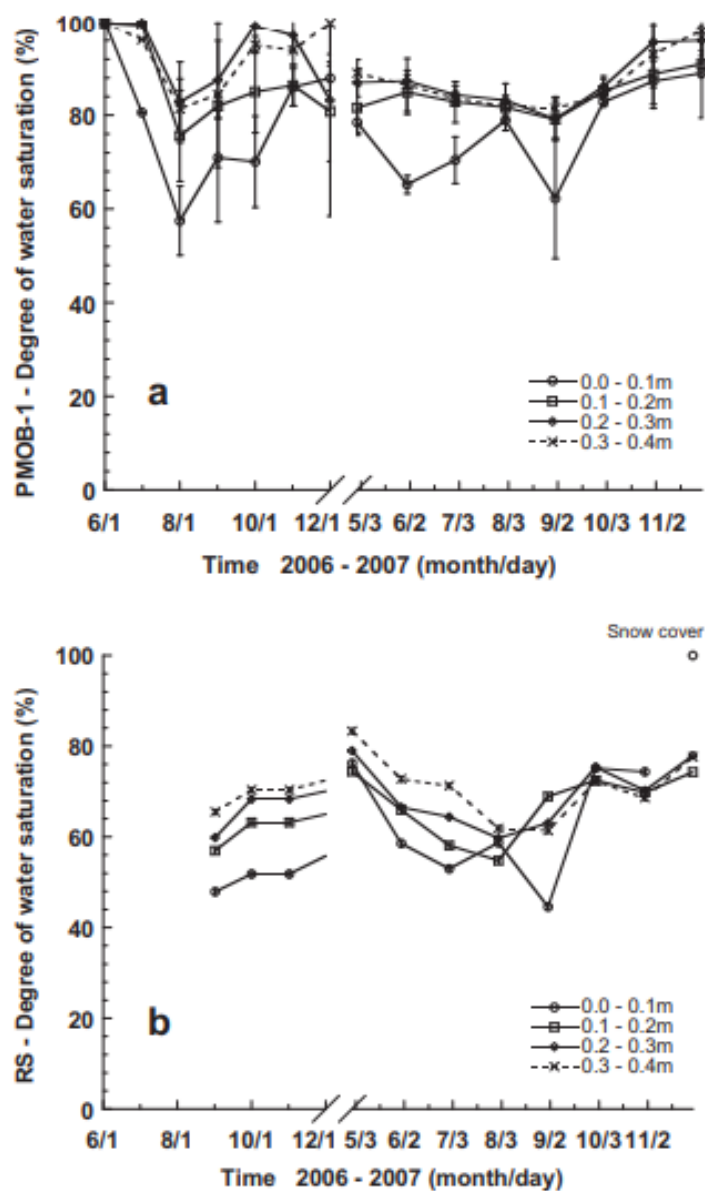 PMOB-1 - Degree of water saturation (%)
100
80
60
40
20
0
a
0.0 - 0.1m
0.1 - 0.2m
0.2 - 0.3m
0.3 - 0.4m
6/1 8/1 10/1 12/1 5/3 6/2 7/3 8/3 9/2 10/3 11/2
Time 2006 - 2007 (month/day)
Snow cover
RS - Degree of water saturation (%)
100
80
60
40
20
0
b
0.0 - 0.1m
0.1 - 0.2m
0.2 - 0.3m
0.3 - 0.4m
6/1 8/1 10/1 12/1 5/3 6/2 7/3 8/3 9/2 10/3 11/2
Time 2006 - 2007 (month/day)